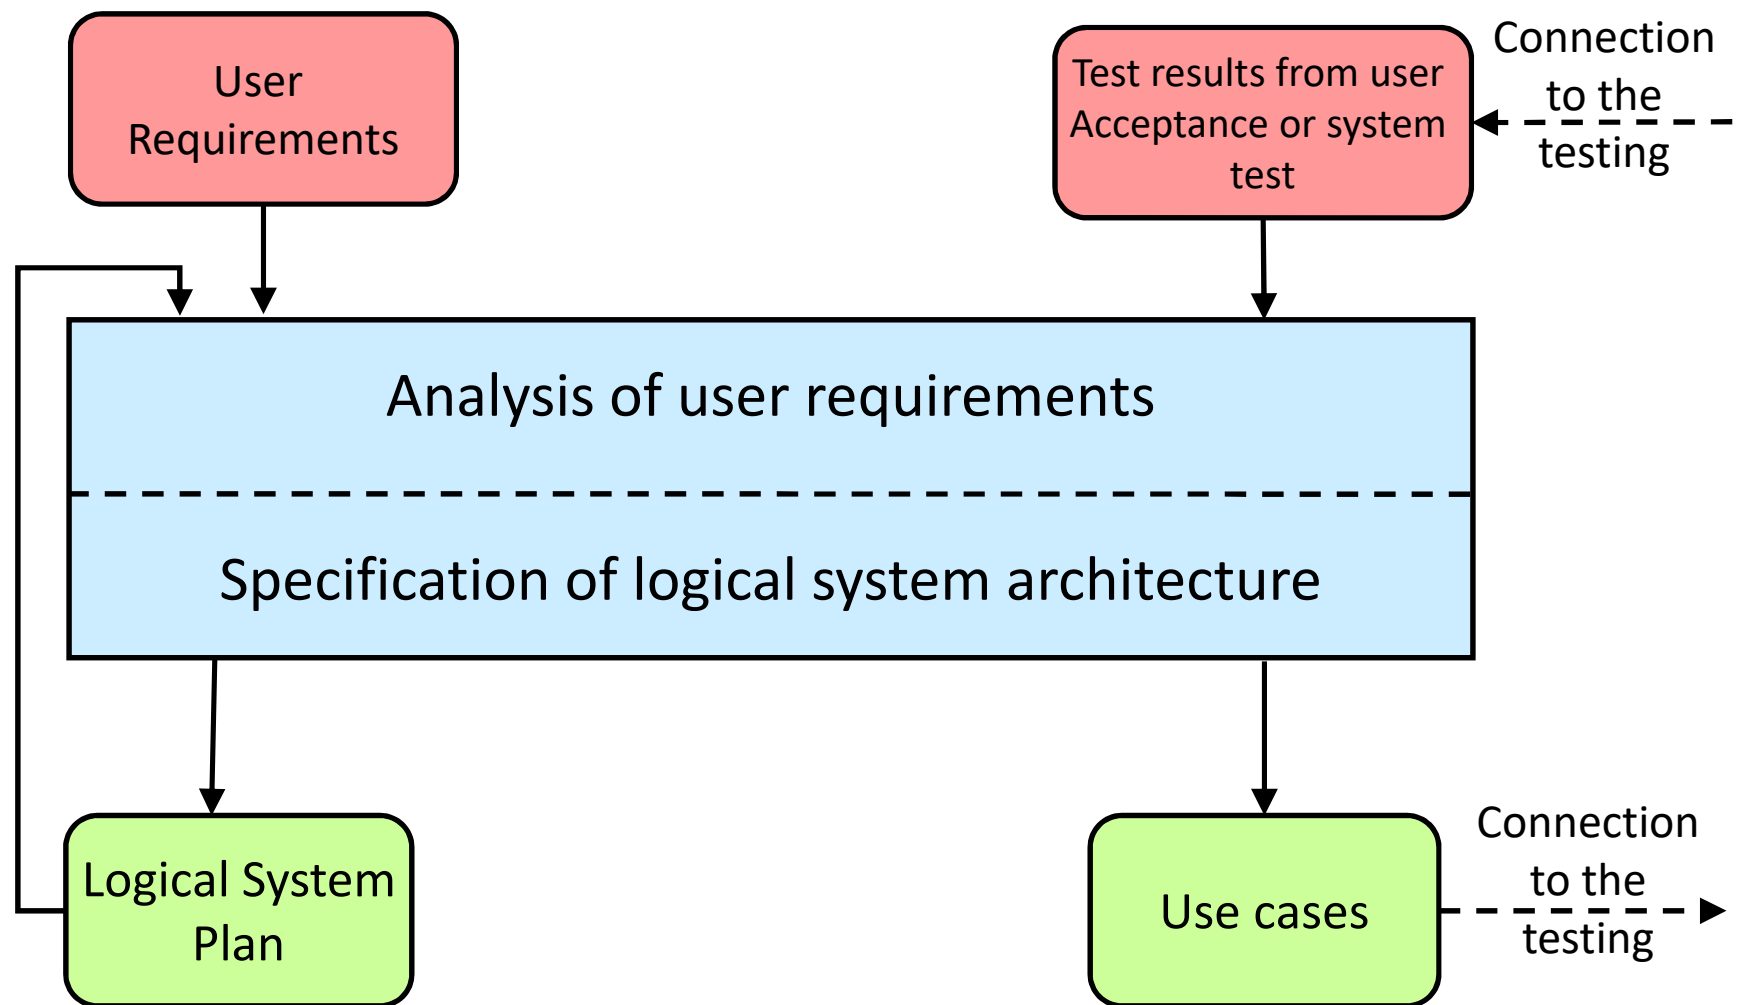 User
Requirements
Test results from user
Acceptance or system
test
Connection
to the
testing
Analysis of user requirements
Specification of logical system architecture
Logical System
Plan
Use cases
Connection
to the
testing